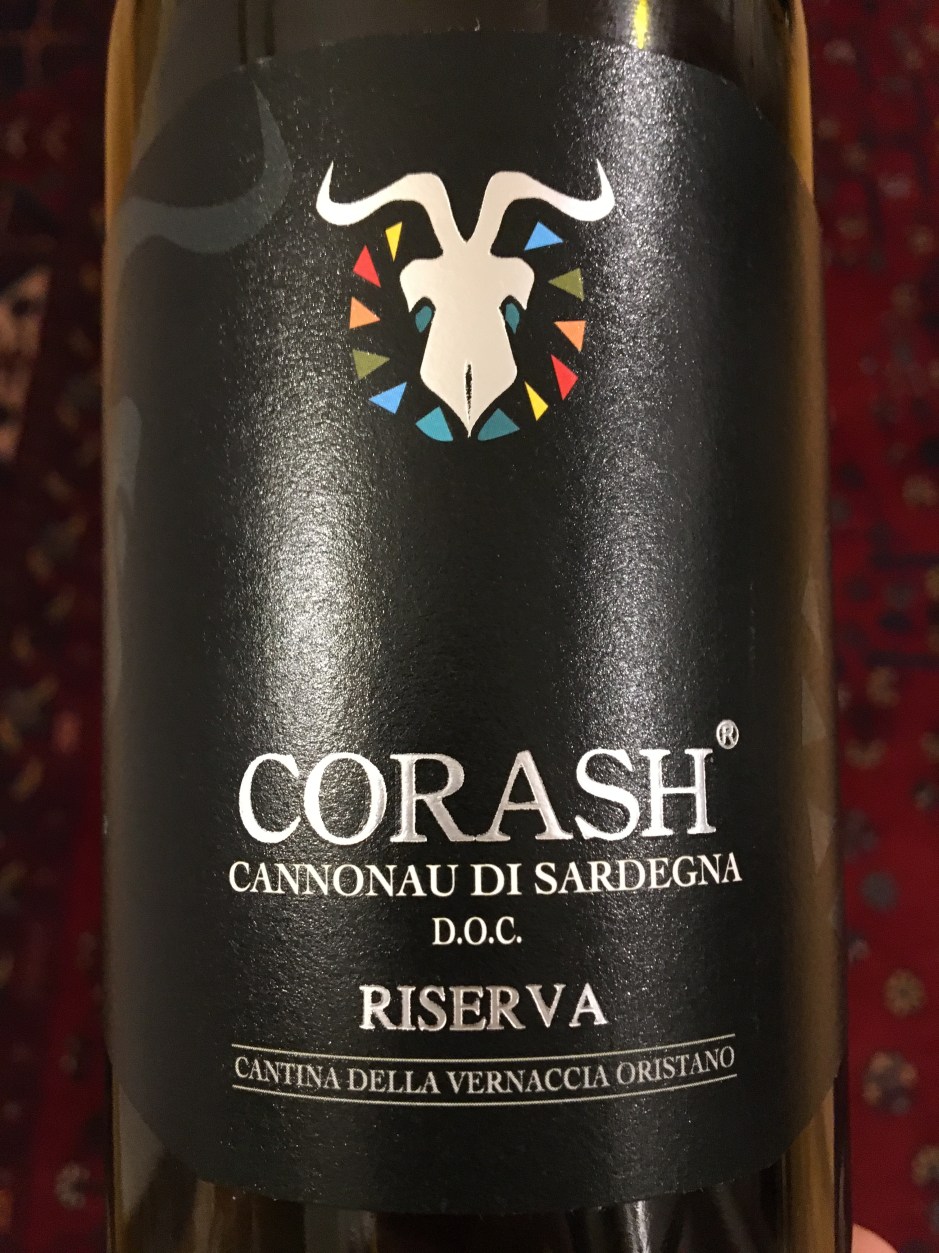 CORASH®
CANNONAU DI SARDEGNA
D.O.C.
RISERVA
CANTINA DELLA VERNACCIA ORISTANO